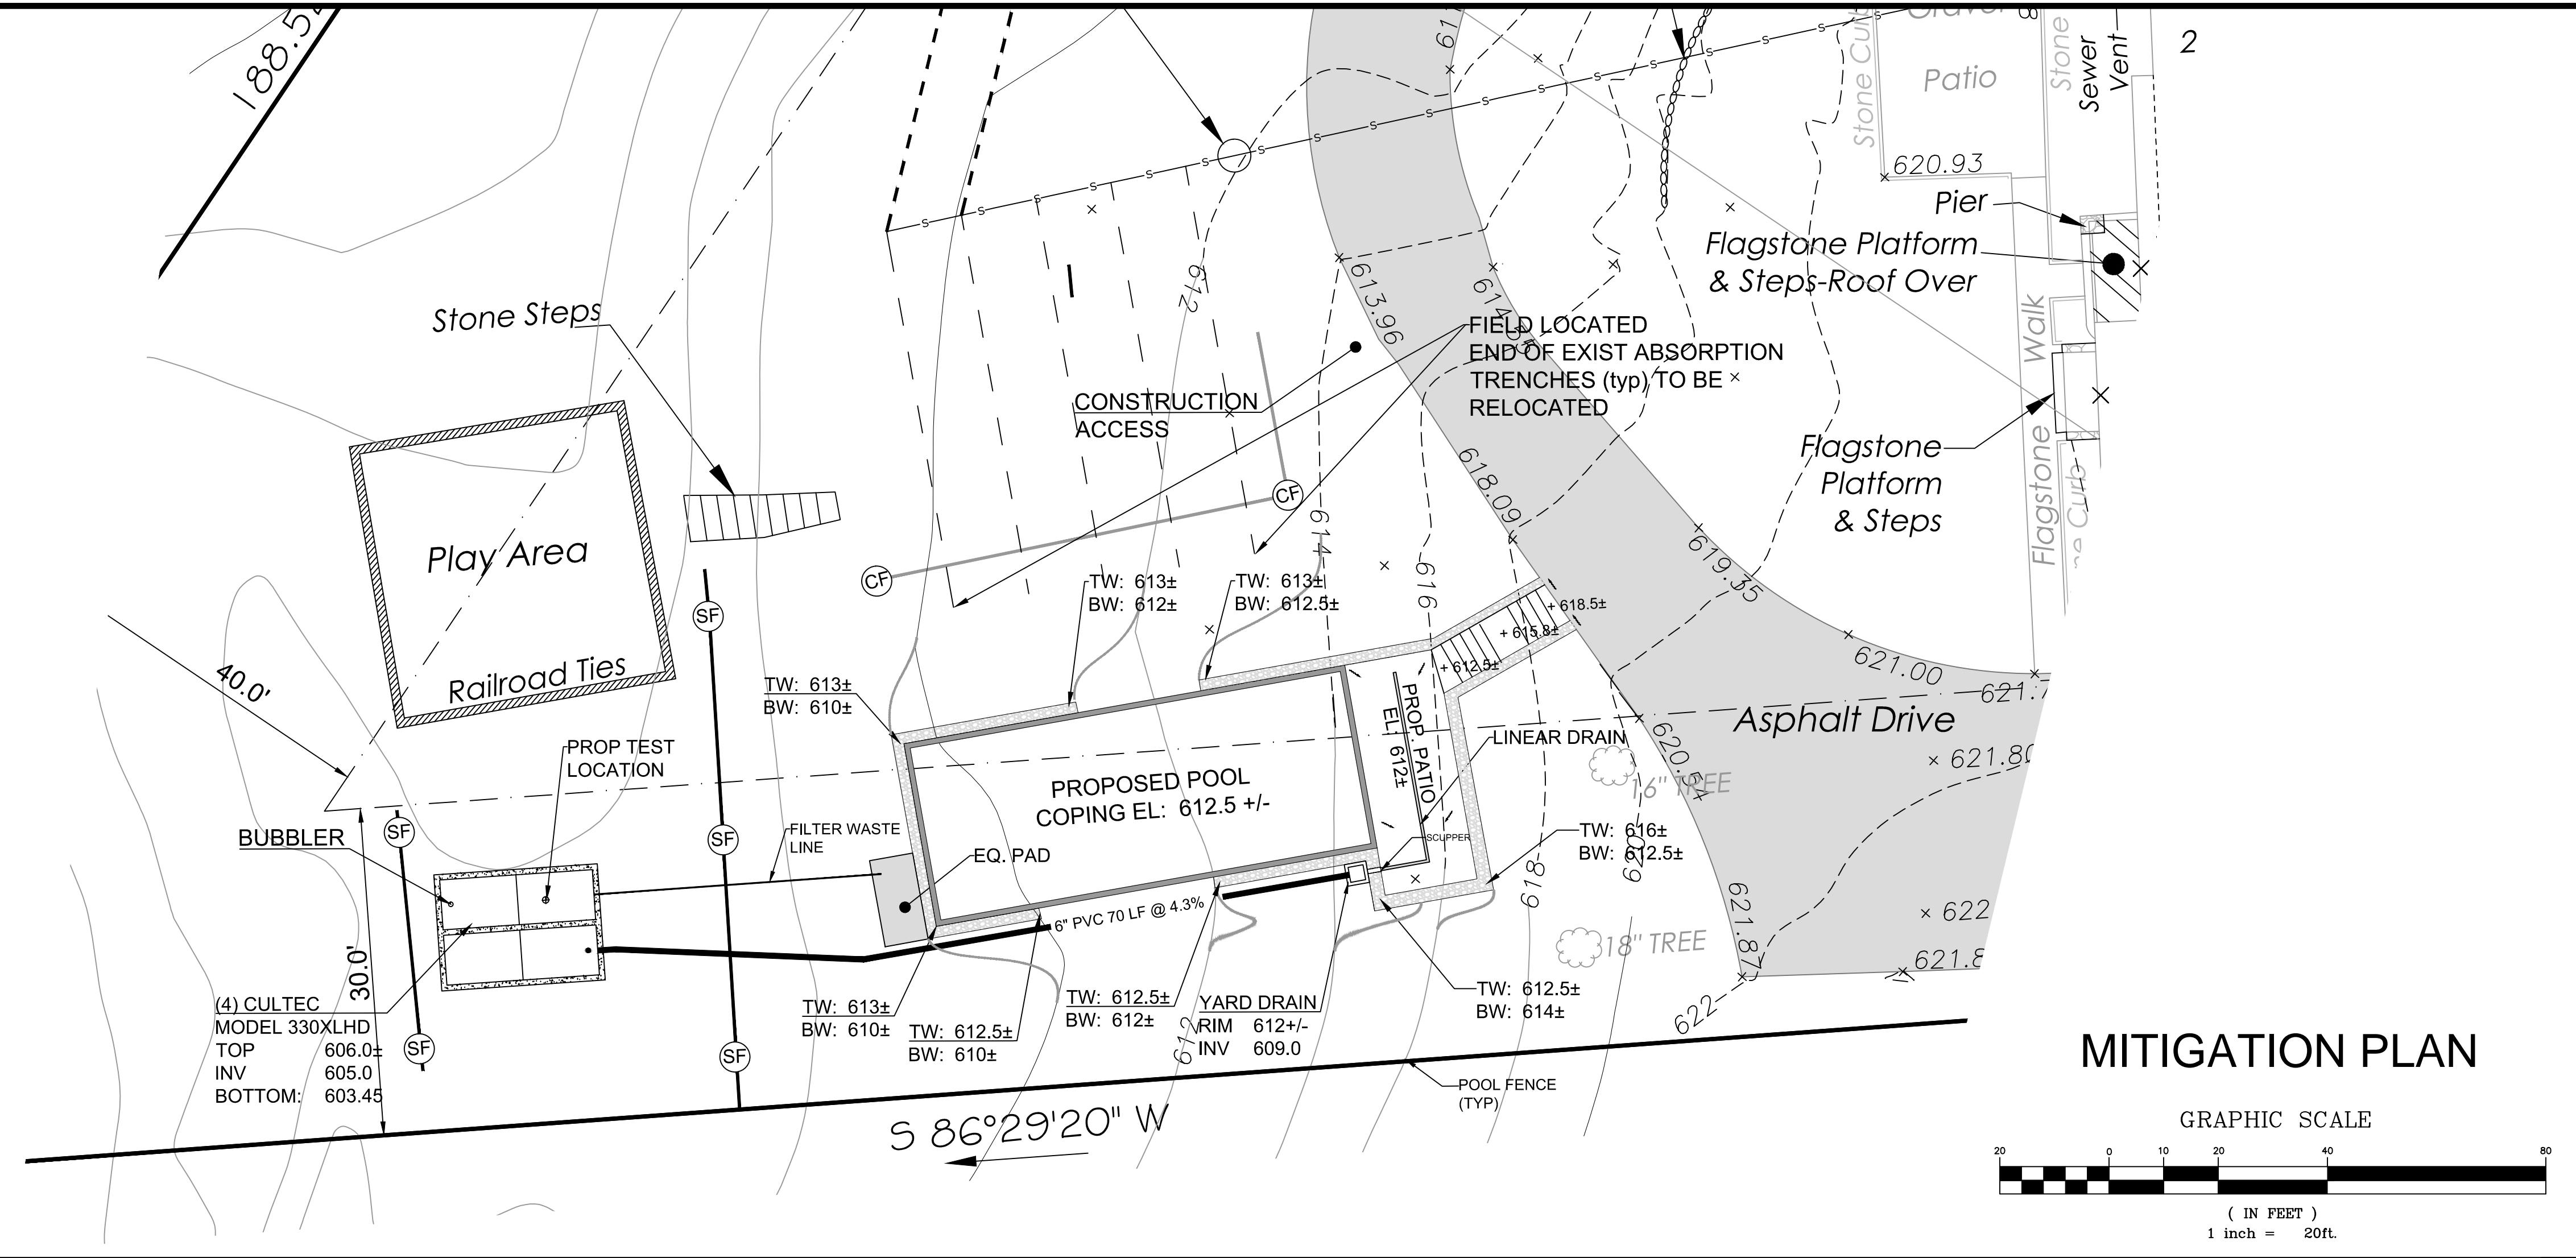 188.5
Stone Curb
Gravel
Patio
Stone
Sewer
Vent
2
620.93
Pier
Flagstone Platform
& Steps-Roof Over
Flagstone Walk
Flagstone
Platform
& Steps
Stone Steps
612
613.96
614.55
FIELD LOCATED
END OF EXIST ABSORPTION
TRENCHES (typ) TO BE
RELOCATED
CONSTRUCTION
ACCESS
618.09
CF
CF
614
616
619.35
Play Area
Railroad Ties
SF
TW: 613±
BW: 612±
TW: 613±
BW: 612.5±
+ 618.5±
+ 615.8±
+ 612.5±
621.00
621.7
40.0'
TW: 613±
BW: 610±
PROP. PATIO
EL: 612±
LINEAR DRAIN
Asphalt Drive
620.54
621.80
16" TREE
PROP TEST
LOCATION
PROPOSED POOL
COPING EL: 612.5 +/-
BUBBLER
SF
SF
FILTER WASTE
LINE
EQ. PAD
SCUPPER
TW: 616±
BW: 612.5±
618
620
621.87
622
621.8
18" TREE
6" PVC 70 LF @ 4.3%
30.0'
(4) CULTEC
MODEL 330XLHD
TOP 606.0±
INV 605.0
BOTTOM: 603.45
SF
SF
TW: 613±
BW: 610±
TW: 612.5±
BW: 610±
TW: 612.5±
BW: 612±
612
YARD DRAIN
RIM 612+/-
INV 609.0
TW: 612.5±
BW: 614±
622
POOL FENCE
(TYP)
S 86°29'20" W
MITIGATION PLAN
GRAPHIC SCALE
20 0 10 20 40 80
( IN FEET )
1 inch = 20ft.